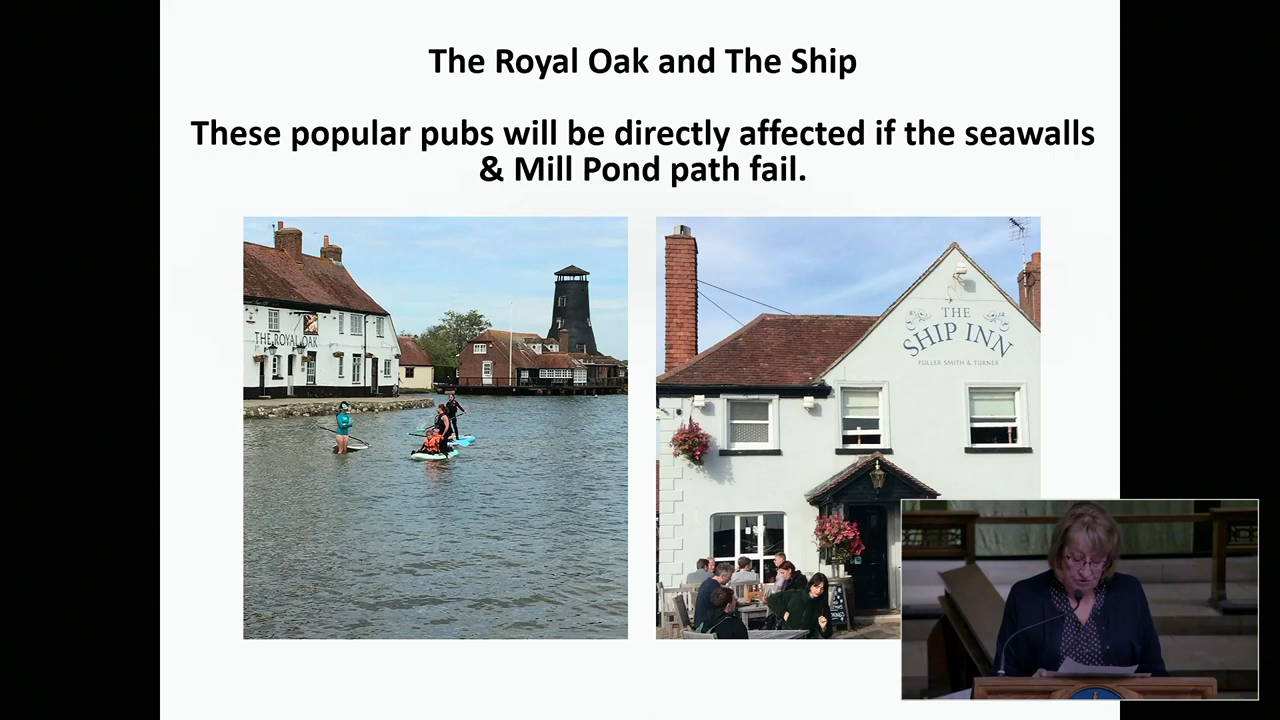 The Royal Oak and The Ship
These popular pubs will be directly affected if the seawalls
& Mill Pond path fail.
THE ROYAL OAK
THE
SHIP INN
FULLER SMITH & TURNER